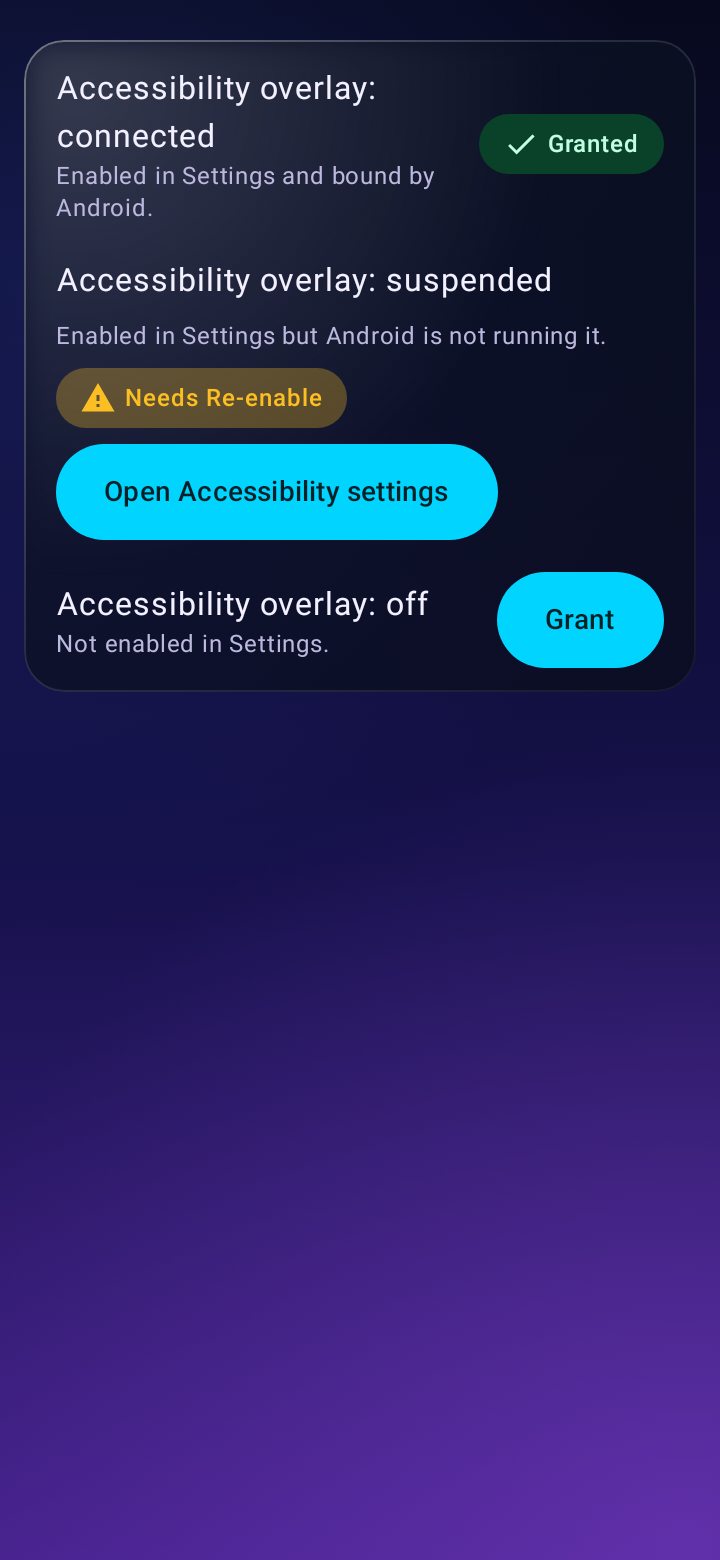 Accessibility overlay:
connected
Enabled in Settings and bound by
Android.
Granted
Accessibility overlay: suspended
Enabled in Settings but Android is not running it.
Needs Re-enable
Open Accessibility settings
Accessibility overlay: off
Not enabled in Settings.
Grant